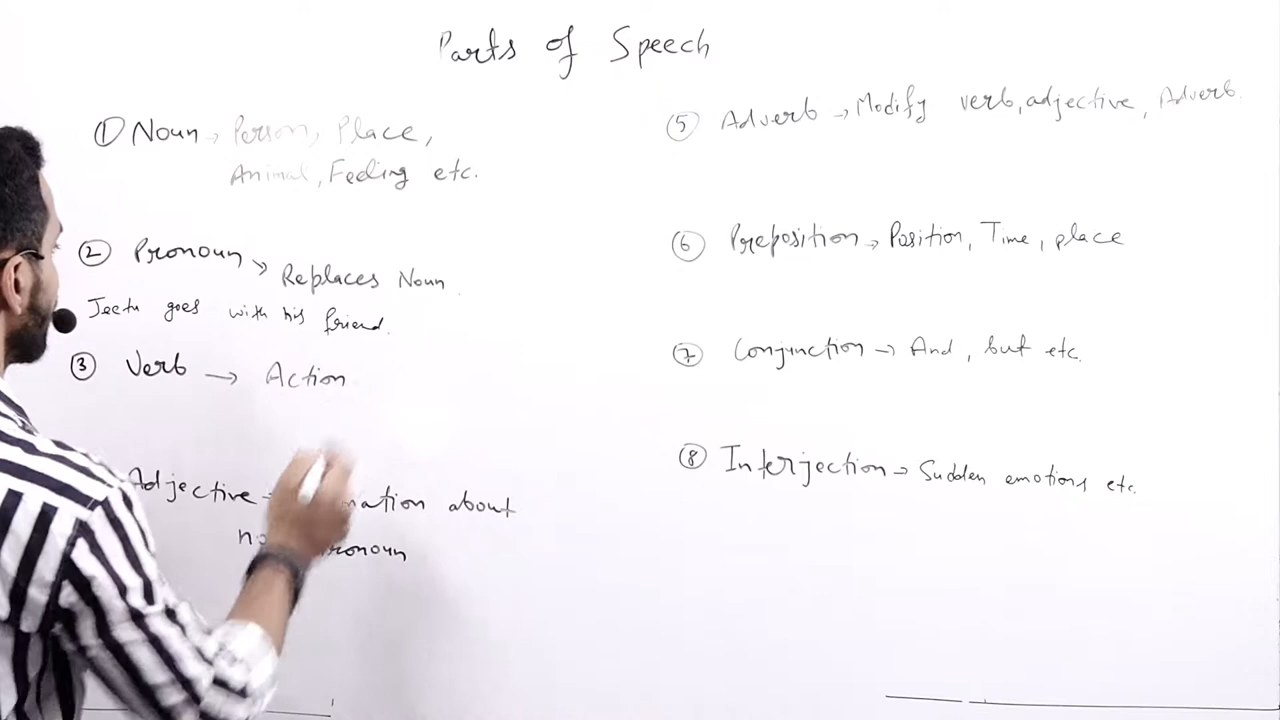 Parts of Speech
① Noun → Person, Place,
Animal, Feeling etc.
② Pronoun → Replaces Noun
Jeetu goes with his friend.
③ Verb → Action
Adjective →
about
⑤ Adverb → Modify verb, adjective, Adverb.
⑥ Preposition → Position, Time, place
⑦ Conjunction → And, but etc.
⑧ Interjection → Sudden emotions etc.